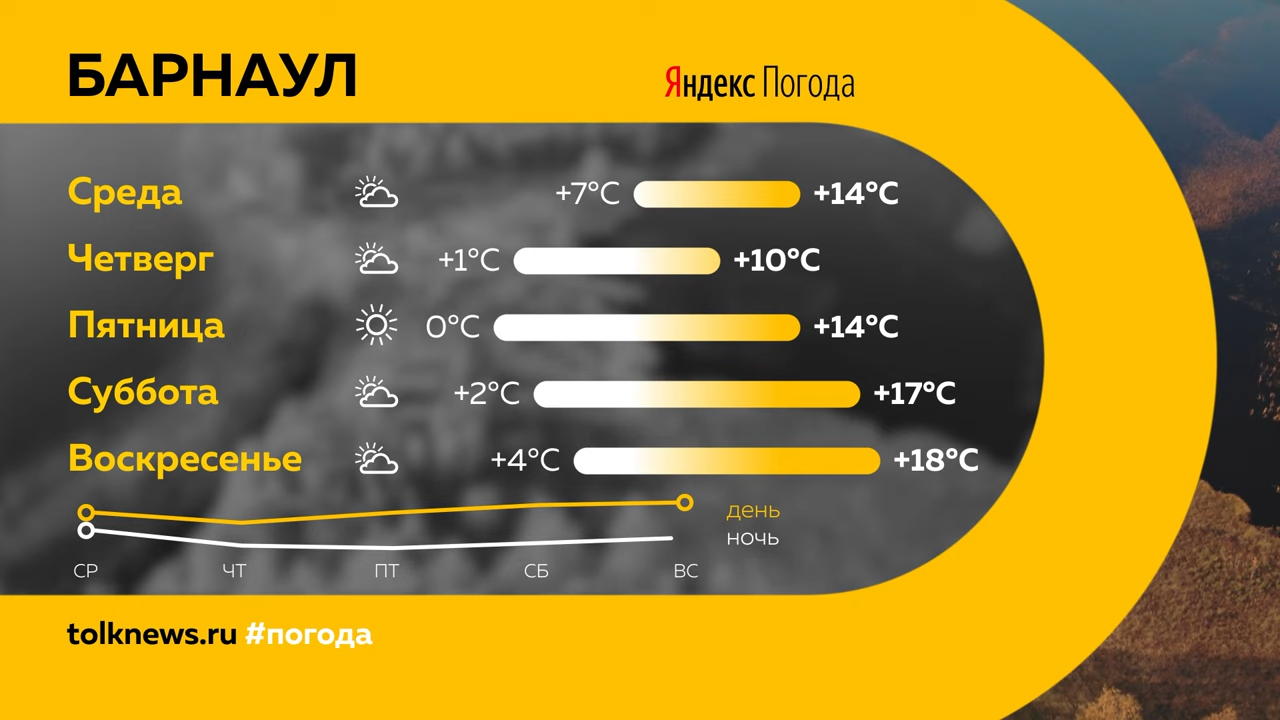 БАРНАУЛ
Яндекс Погода
Среда +7°C +14°C
Четверг +1°C +10°C
Пятница 0°C +14°C
Суббота +2°C +17°C
Воскресенье +4°C +18°C
день
ночь
СР ЧТ ПТ СБ ВС
tolknews.ru #погода